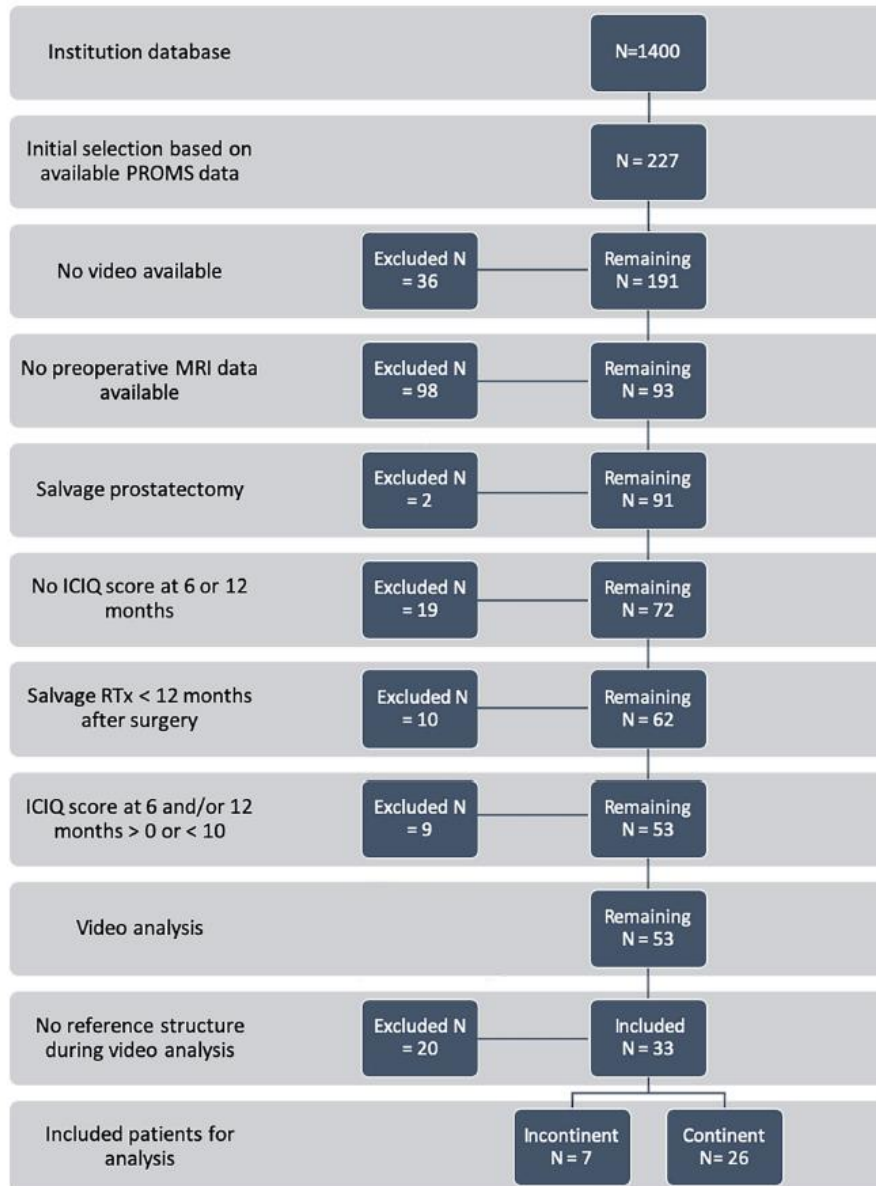 Institution database
N=1400
Initial selection based on
available PROMS data
N = 227
No video available
Excluded N
= 36
Remaining
N = 191
No preoperative MRI data
available
Excluded N
= 98
Remaining
N = 93
Salvage prostatectomy
Excluded N
= 2
Remaining
N = 91
No ICIQ score at 6 or 12
months
Excluded N
= 19
Remaining
N = 72
Salvage RTx < 12 months
after surgery
Excluded N
= 10
Remaining
N = 62
ICIQ score at 6 and/or 12
months > 0 or < 10
Excluded N
= 9
Remaining
N = 53
Video analysis
Remaining
N = 53
No reference structure
during video analysis
Excluded N
= 20
Included
N = 33
Included patients for
analysis
Incontinent
N = 7
Continent
N= 26